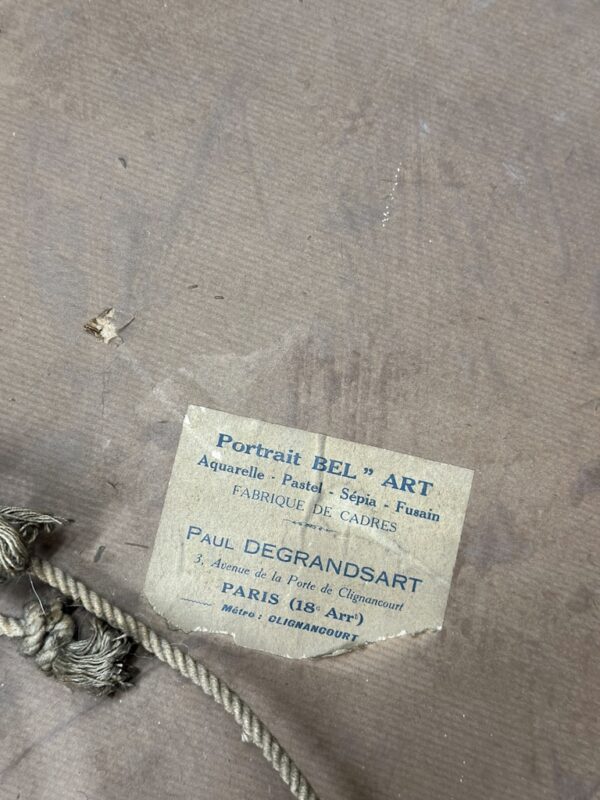 Portrait BEL ” ART
Aquarelle - Pastel - Sépia - Fusain
FABRIQUE DE CADRES
PAUL DEGRANDSART
3, Avenue de la Porte de Clignancourt
PARIS (18e Arrt)
Métro : CLIGNANCOURT